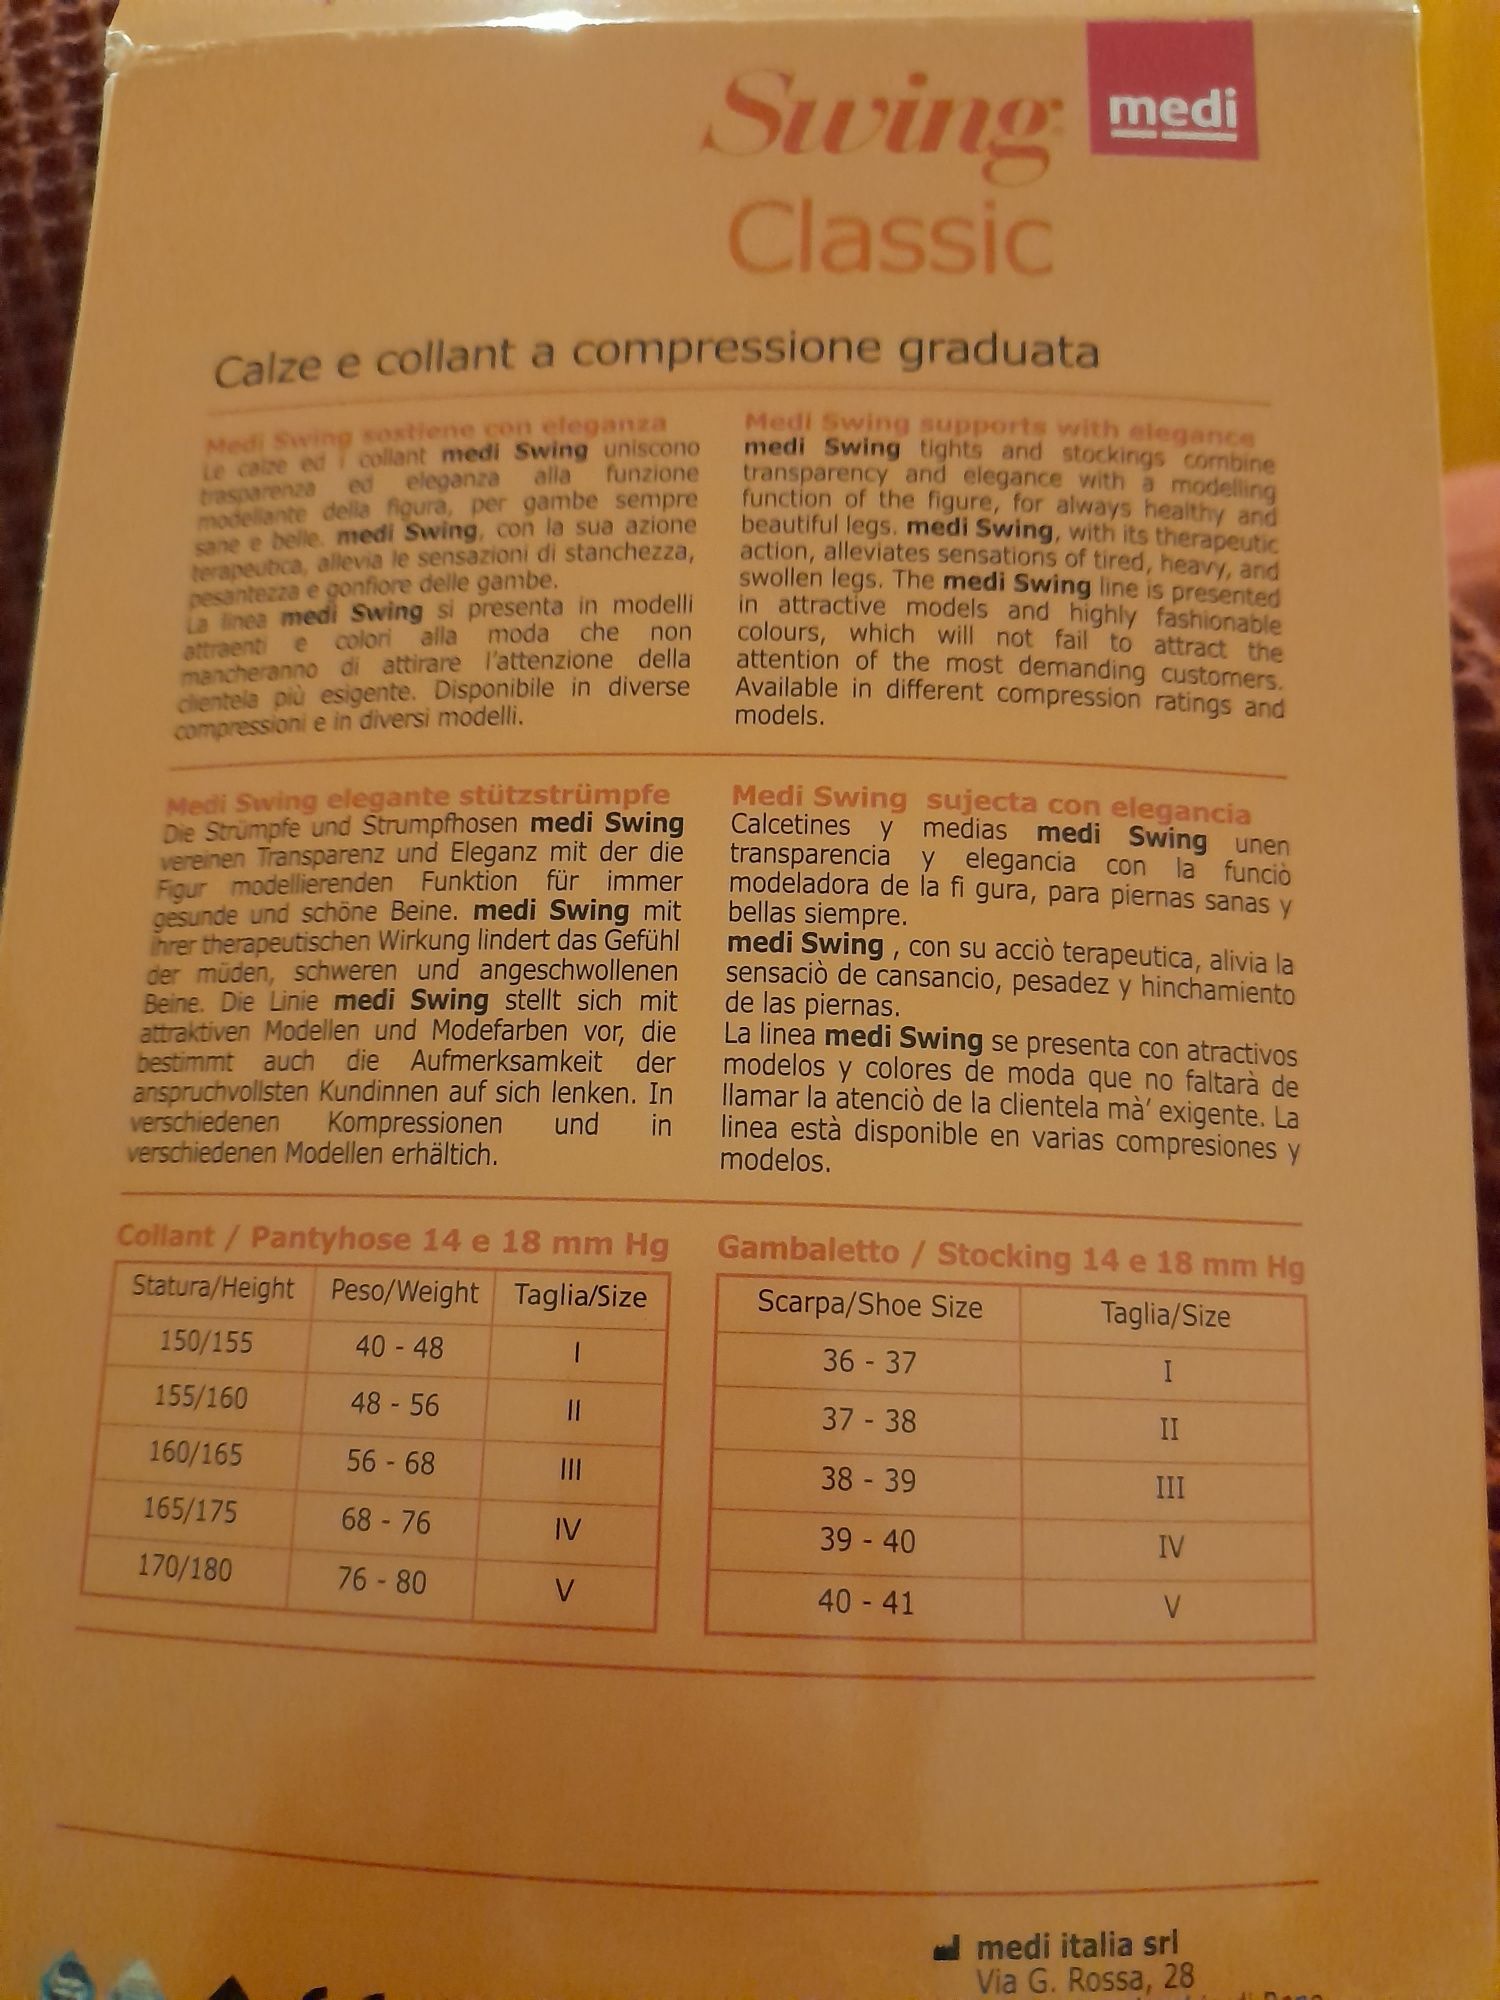 Swing medi
Classic
Calze e collant a compressione graduata
Medi Swing sostiene con eleganza
Le calze ed i collant medi Swing uniscono
trasparenza ed eleganza alla funzione
modellante della figura, per gambe sempre
sane e belle. medi Swing, con la sua azione
terapeutica, allevia le sensazioni di stanchezza,
pesantezza e gonfiore delle gambe.
La linea medi Swing si presenta in modelli
attraenti e colori alla moda che non
mancheranno di attirare l'attenzione della
clientela più esigente. Disponibile in diverse
compressioni e in diversi modelli.
Medi Swing supports with elegance
medi Swing tights and stockings combine
transparency and elegance with a modelling
function of the figure, for always healthy and
beautiful legs. medi Swing, with its therapeutic
action, alleviates sensations of tired, heavy, and
swollen legs. The medi Swing line is presented
in attractive models and highly fashionable
colours, which will not fail to attract the
attention of the most demanding customers.
Available in different compression ratings and
models.
Medi Swing elegante stützstrümpfe
Die Strümpfe und Strumpfhosen medi Swing
vereinen Transparenz und Eleganz mit der die
Figur modellierenden Funktion für immer
gesunde und schöne Beine. medi Swing mit
ihrer therapeutischen Wirkung lindert das Gefühl
der müden, schweren und angeschwollenen
Beine. Die Linie medi Swing stellt sich mit
attraktiven Modellen und Modefarben vor, die
bestimmt auch die Aufmerksamkeit der
anspruchvollsten Kundinnen auf sich lenken. In
verschiedenen Kompressionen und in
verschiedenen Modellen erhältich.
Medi Swing sujecta con elegancia
Calcetines y medias medi Swing unen
transparencia y elegancia con la funciò
modeladora de la fi gura, para piernas sanas y
bellas siempre.
medi Swing , con su acciò terapeutica, alivia la
sensaciò de cansancio, pesadez y hinchamiento
de las piernas.
La linea medi Swing se presenta con atractivos
modelos y colores de moda que no faltarà de
llamar la atenciò de la clientela mà' exigente. La
linea està disponible en varias compresiones y
modelos.
Collant / Pantyhose 14 e 18 mm Hg
Statura/Height Peso/Weight Taglia/Size
150/155 40 - 48 I
155/160 48 - 56 II
160/165 56 - 68 III
165/175 68 - 76 IV
170/180 76 - 80 V
Gambaletto / Stocking 14 e 18 mm Hg
Scarpa/Shoe Size Taglia/Size
36 - 37 I
37 - 38 II
38 - 39 III
39 - 40 IV
40 - 41 V
medi italia srl
Via G. Rossa, 28